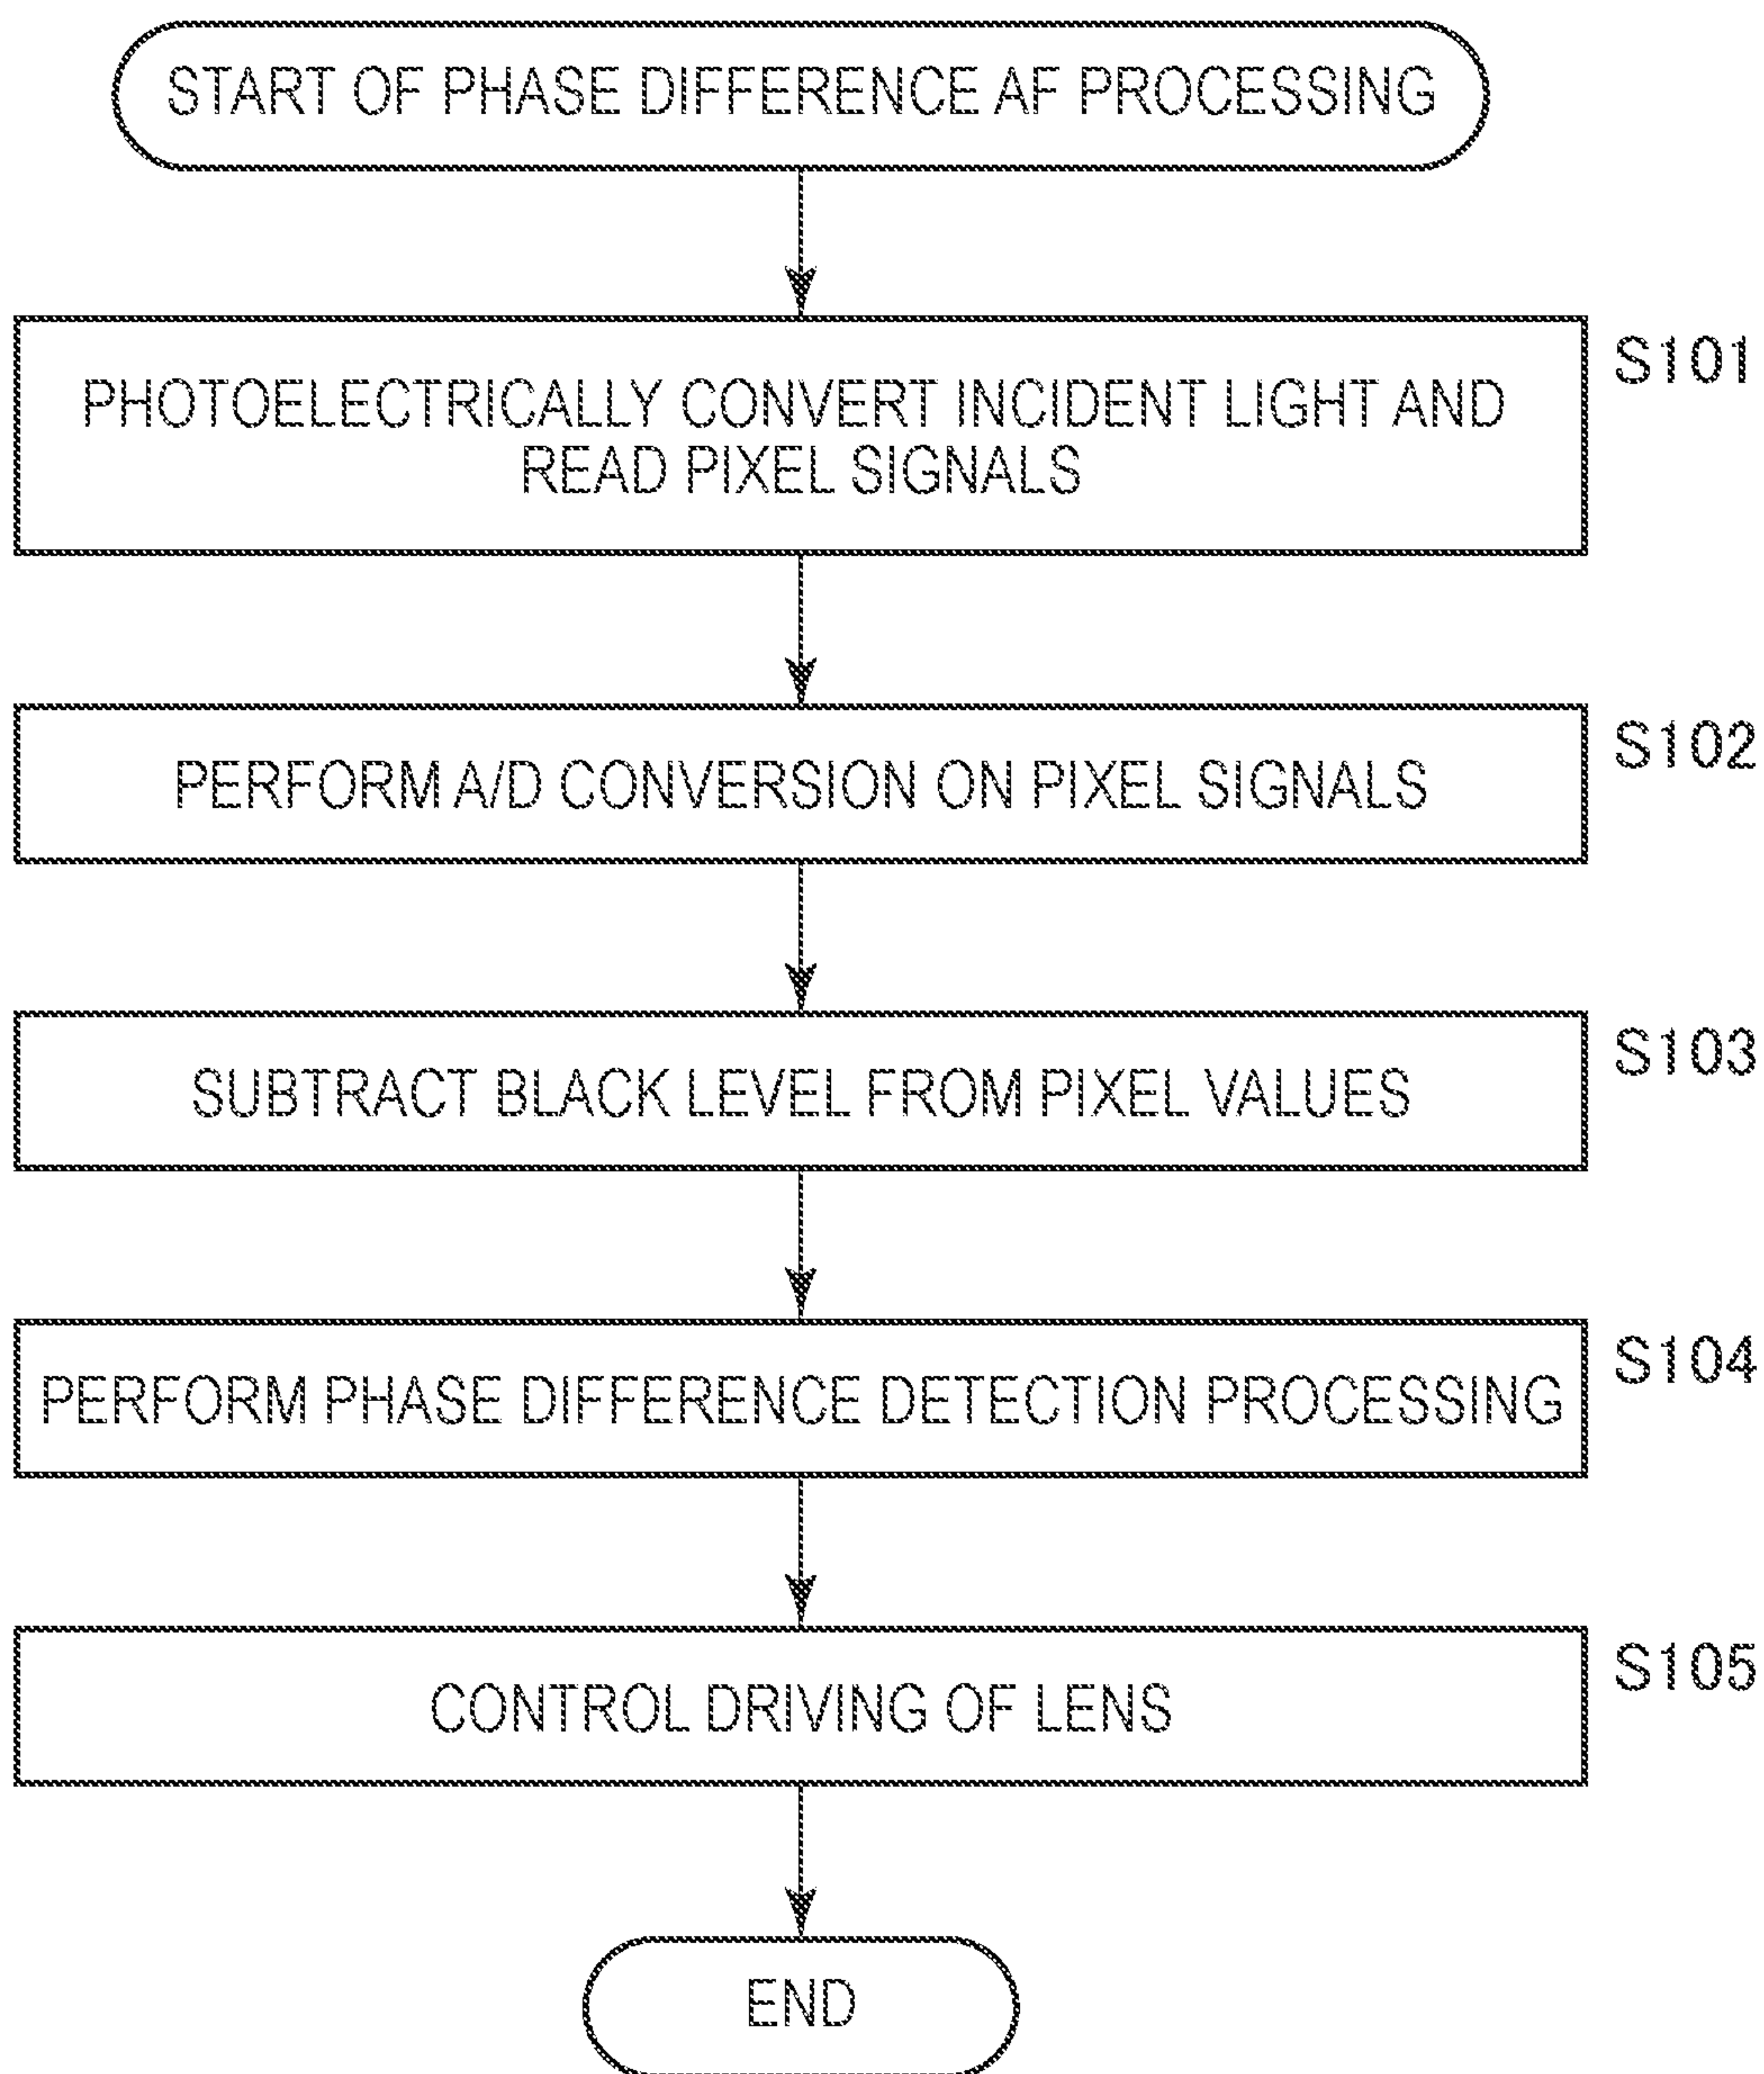 START OF PHASE DIFFERENCE AF PROCESSING
S101
PHOTOELECTRICALLY CONVERT INCIDENT LIGHT AND
READ PIXEL SIGNALS
S102
PERFORM A/D CONVERSION ON PIXEL SIGNALS
S103
SUBTRACT BLACK LEVEL FROM PIXEL VALUES
S104
PERFORM PHASE DIFFERENCE DETECTION PROCESSING
S105
CONTROL DRIVING OF LENS
END